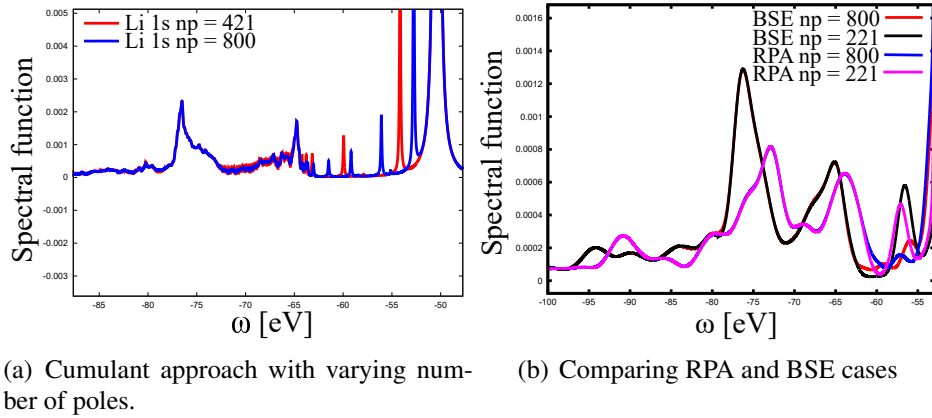 Li 1s np = 421
Li 1s np = 800
0.005
0.004
0.003
0.002
0.001
0
-0.001
-0.002
-0.003
Spectral function
-85
-80
-75
-70
-65
-60
-55
-50
ω [eV]
BSE np = 800
BSE np = 221
RPA np = 800
RPA np = 221
0.0016
0.0014
0.0012
0.001
0.0008
0.0006
0.0004
0.0002
0
Spectral function
-100
-95
-90
-85
-80
-75
-70
-65
-60
-55
ω [eV]
(a) Cumulant approach with varying num-
ber of poles.
(b) Comparing RPA and BSE cases